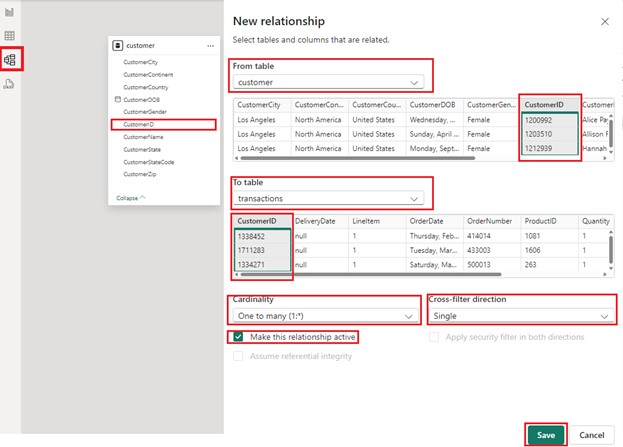 New relationship
Select tables and columns that are related.
customer
CustomerCity
CustomerContinent
CustomerCountry
CustomerDOB
CustomerGender
CustomerID
CustomerName
CustomerState
CustomerStateCode
CustomerZip
Collapse
From table
customer
CustomerCity CustomerCon... CustomerCou... CustomerDOB CustomerGen... CustomerID
Los Angeles North America United States Wednesday, ... Female 1200992 Alice
Los Angeles North America United States Sunday, April ... Female 1203510 Allison
Los Angeles North America United States Monday, Sept... Female 1212939 Hannah
To table
transactions
CustomerID DeliveryDate LineItem OrderDate OrderNumber ProductID Quantity
1338452 null 1 Thursday, Feb... 414014 1081 1
1711283 null 1 Tuesday, Mar... 433003 1606 1
1334271 null 1 Saturday, Ma... 500013 263 1
Cardinality Cross-filter direction
One to many (1:*) Single
Make this relationship active Apply security filter in both directions
Assume referential integrity
Save Cancel